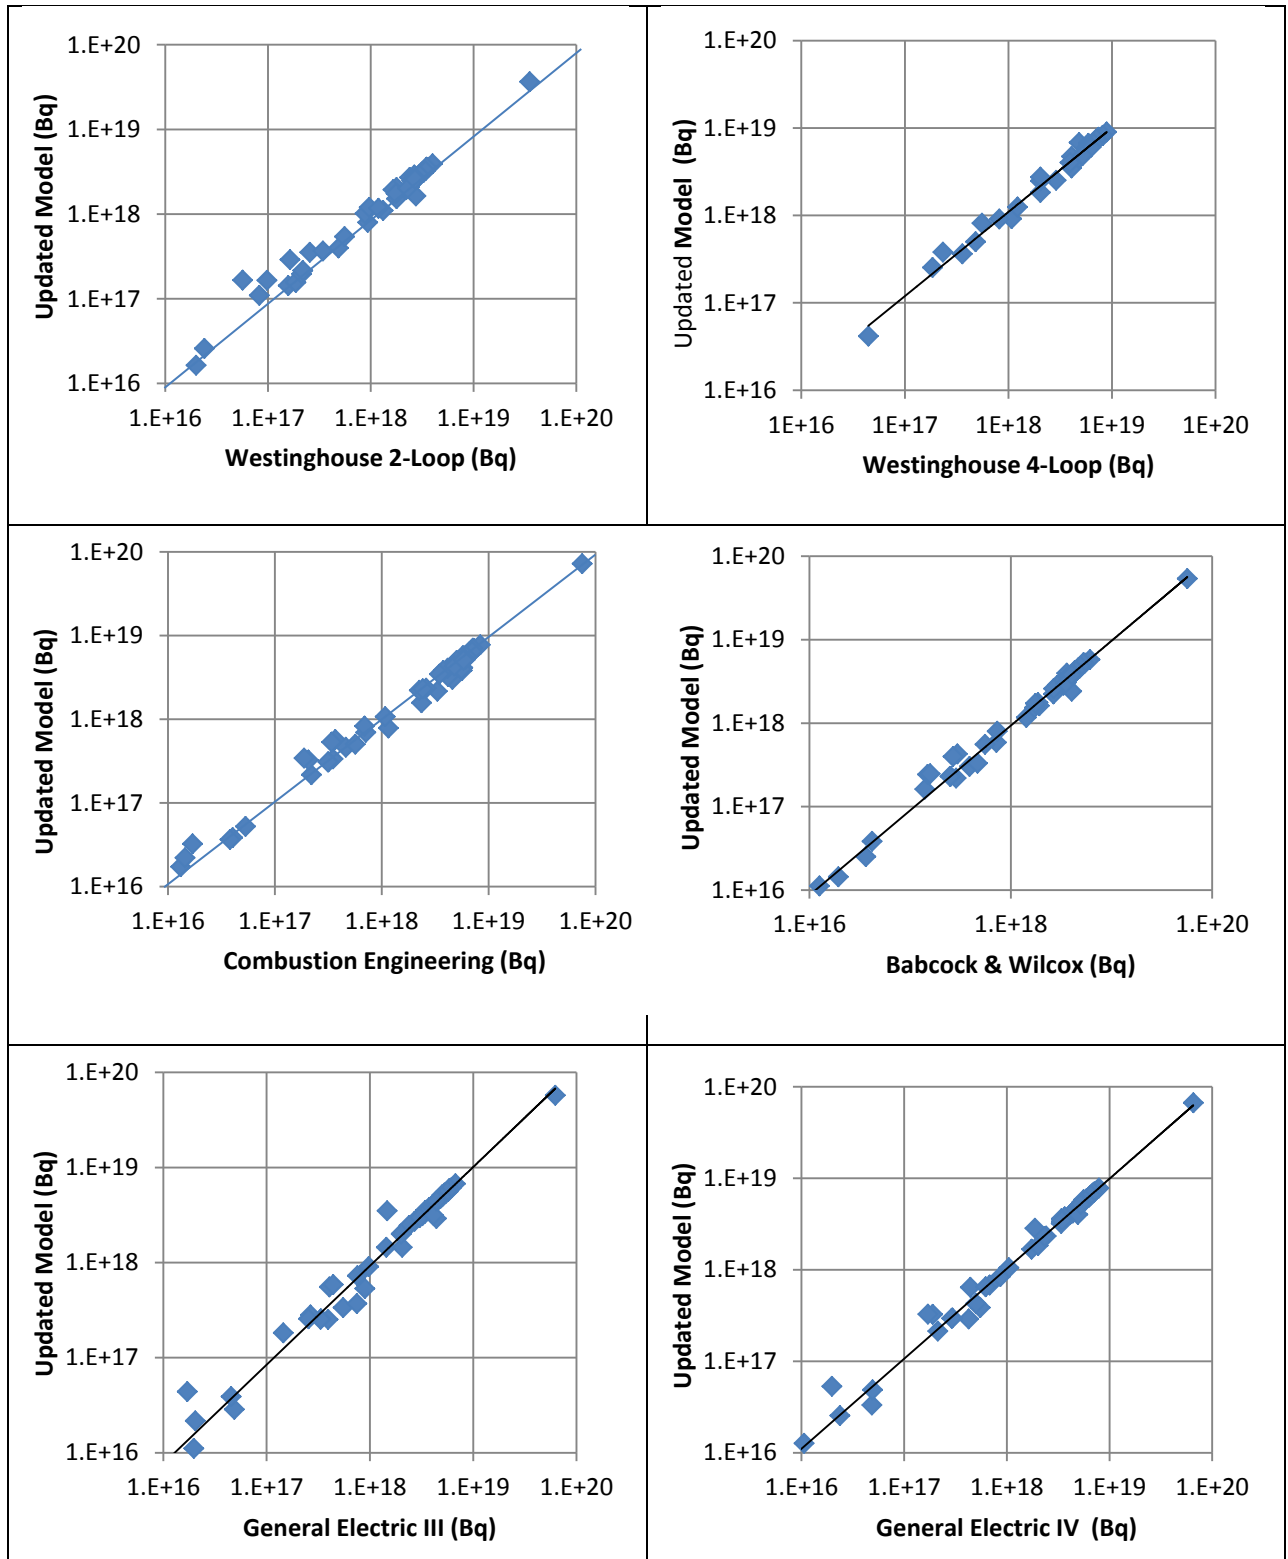 1.E+20
1.E+19
1.E+18
1.E+17
1.E+16
Updated Model (Bq)
1.E+16 1.E+17 1.E+18 1.E+19 1.E+20
Westinghouse 2-Loop (Bq)
1.E+20
1.E+19
1.E+18
1.E+17
1.E+16
Updated Model (Bq)
1E+16 1E+17 1E+18 1E+19 1E+20
Westinghouse 4-Loop (Bq)
1.E+20
1.E+19
1.E+18
1.E+17
1.E+16
Updated Model (Bq)
1.E+16 1.E+17 1.E+18 1.E+19 1.E+20
Combustion Engineering (Bq)
1.E+20
1.E+19
1.E+18
1.E+17
1.E+16
Updated Model (Bq)
1.E+16 1.E+18 1.E+20
Babcock & Wilcox (Bq)
1.E+20
1.E+19
1.E+18
1.E+17
1.E+16
Updated Model (Bq)
1.E+16 1.E+17 1.E+18 1.E+19 1.E+20
General Electric III (Bq)
1.E+20
1.E+19
1.E+18
1.E+17
1.E+16
Updated Model (Bq)
1.E+16 1.E+17 1.E+18 1.E+19 1.E+20
General Electric IV (Bq)